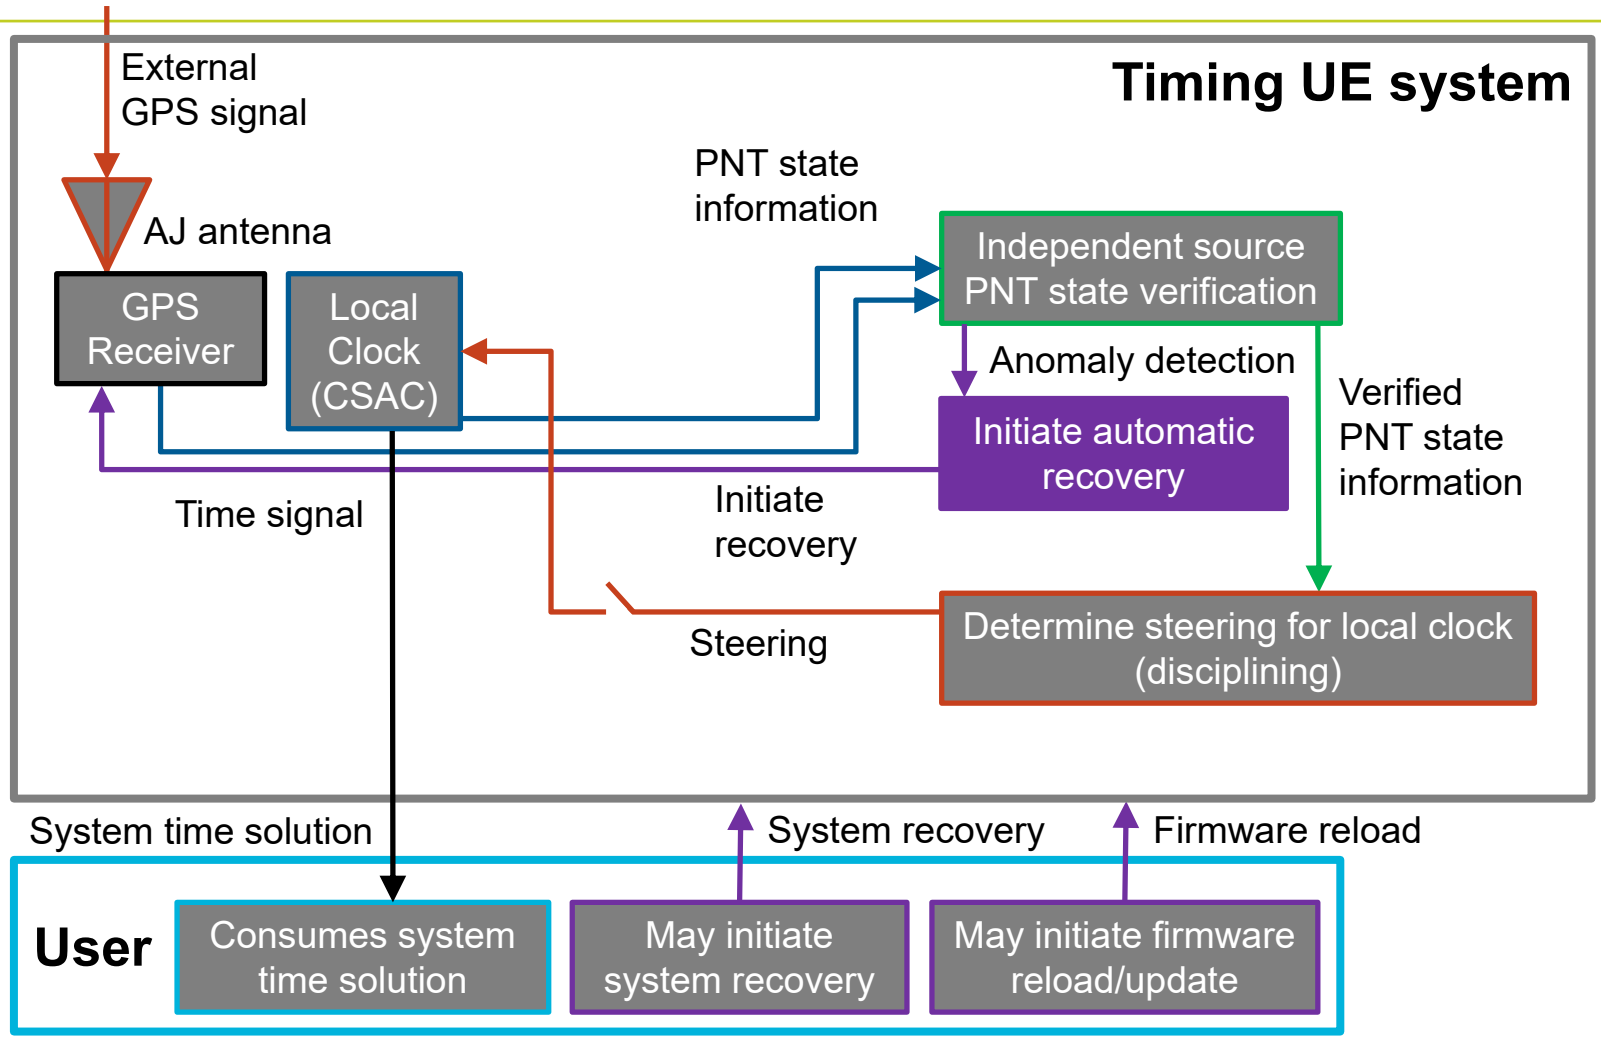 External
GPS signal
Timing UE system
PNT state
information
AJ antenna
Independent source
PNT state verification
GPS
Receiver
Local
Clock
(CSAC)
Anomaly detection
Verified
PNT state
information
Initiate automatic
recovery
Time signal
Initiate
recovery
Steering
Determine steering for local clock
(disciplining)
System time solution
System recovery
Firmware reload
User
Consumes system
time solution
May initiate
system recovery
May initiate firmware
reload/update